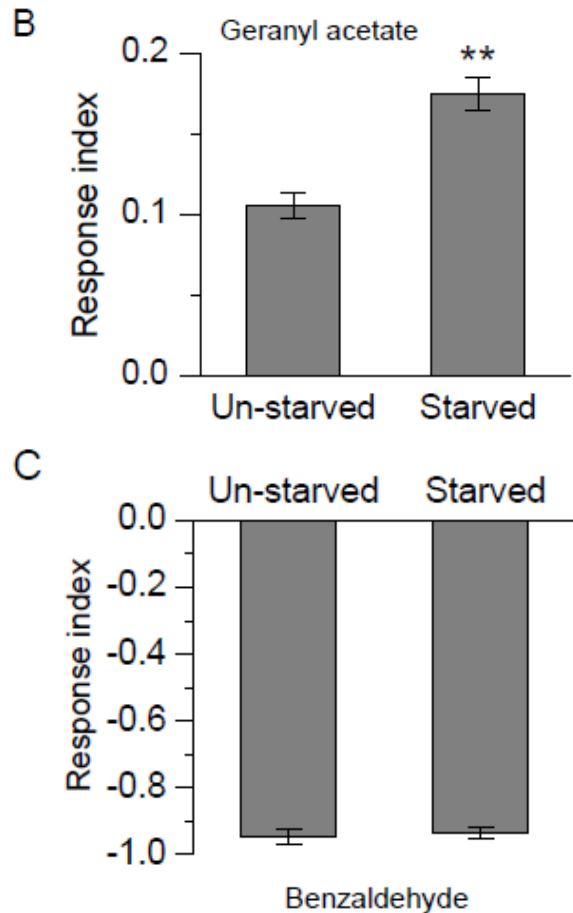 B
Geranyl acetate
**
Response index
0.2
0.1
0.0
Un-starved Starved
C
Un-starved Starved
Response index
0.0
-0.2
-0.4
-0.6
-0.8
-1.0
Benzaldehyde